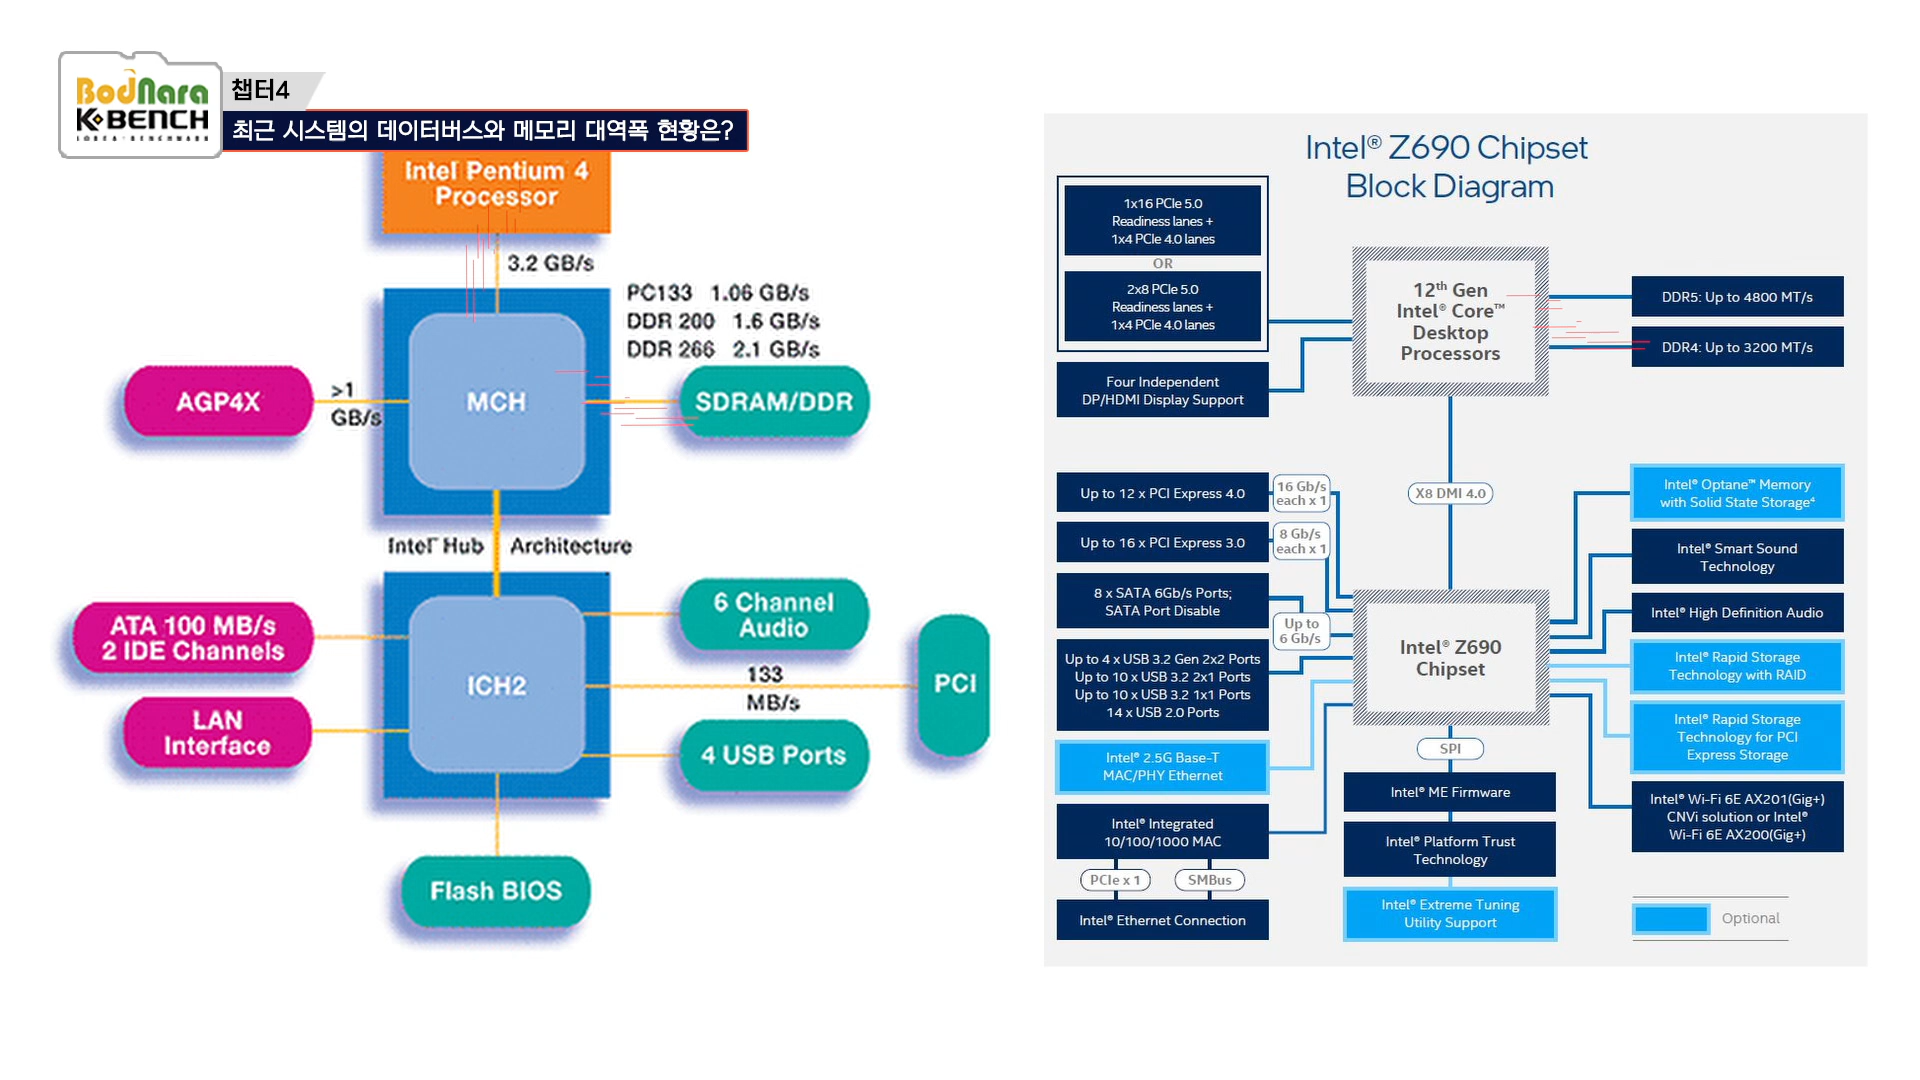 BodNara
K-BENCH
KOREA·BENCHMARK
챕터4
최근 시스템의 데이터버스와 메모리 대역폭 현황은?
Intel Pentium 4
Processor
3.2 GB/s
PC133 1.06 GB/s
DDR 200 1.6 GB/s
DDR 266 2.1 GB/s
AGP4X
>1
GB/s
MCH
SDRAM/DDR
Intel® Hub Architecture
ATA 100 MB/s
2 IDE Channels
6 Channel
Audio
ICH2
133
MB/s
PCI
LAN
Interface
4 USB Ports
Flash BIOS
Intel® Z690 Chipset
Block Diagram
1x16 PCIe 5.0
Readiness lanes +
1x4 PCIe 4.0 lanes
OR
2x8 PCIe 5.0
Readiness lanes +
1x4 PCIe 4.0 lanes
12th Gen
Intel® Core™
Desktop
Processors
DDR5: Up to 4800 MT/s
DDR4: Up to 3200 MT/s
Four Independent
DP/HDMI Display Support
Up to 12 x PCI Express 4.0
16 Gb/s
each x 1
X8 DMI 4.0
Intel® Optane™ Memory
with Solid State Storage⁴
Up to 16 x PCI Express 3.0
8 Gb/s
each x 1
Intel® Smart Sound
Technology
8 x SATA 6Gb/s Ports;
SATA Port Disable
Up to
6 Gb/s
Intel® High Definition Audio
Up to 4 x USB 3.2 Gen 2x2 Ports
Up to 10 x USB 3.2 2x1 Ports
Up to 10 x USB 3.2 1x1 Ports
14 x USB 2.0 Ports
Intel® Z690
Chipset
Intel® Rapid Storage
Technology with RAID
Intel® Rapid Storage
Technology for PCI
Express Storage
Intel® 2.5G Base-T
MAC/PHY Ethernet
SPI
Intel® ME Firmware
Intel® Wi-Fi 6E AX201(Gig+)
CNVi solution or Intel®
Wi-Fi 6E AX200(Gig+)
Intel® Integrated
10/100/1000 MAC
Intel® Platform Trust
Technology
PCIe x 1
SMBus
Intel® Ethernet Connection
Intel® Extreme Tuning
Utility Support
Optional